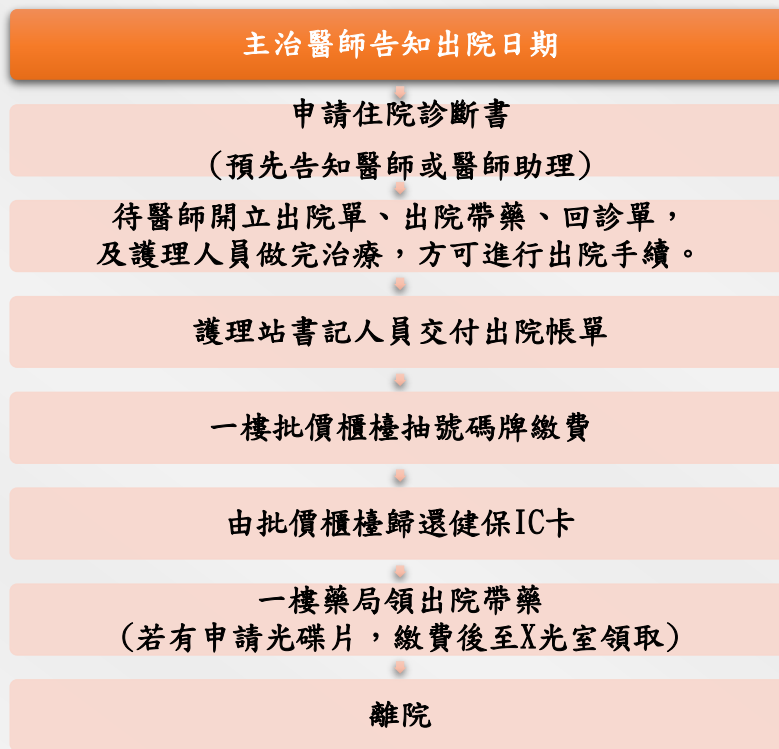 主治醫師告知出院日期
申請住院診斷書
(預先告知醫師或醫師助理)
待醫師開立出院單、出院帶藥、回診單，
及護理人員做完治療，方可進行出院手續。
護理站書記人員交付出院帳單
一樓批價櫃檯抽號碼牌繳費
由批價櫃檯歸還健保IC卡
一樓藥局領出院帶藥
(若有申請光碟片，繳費後至X光室領取)
離院